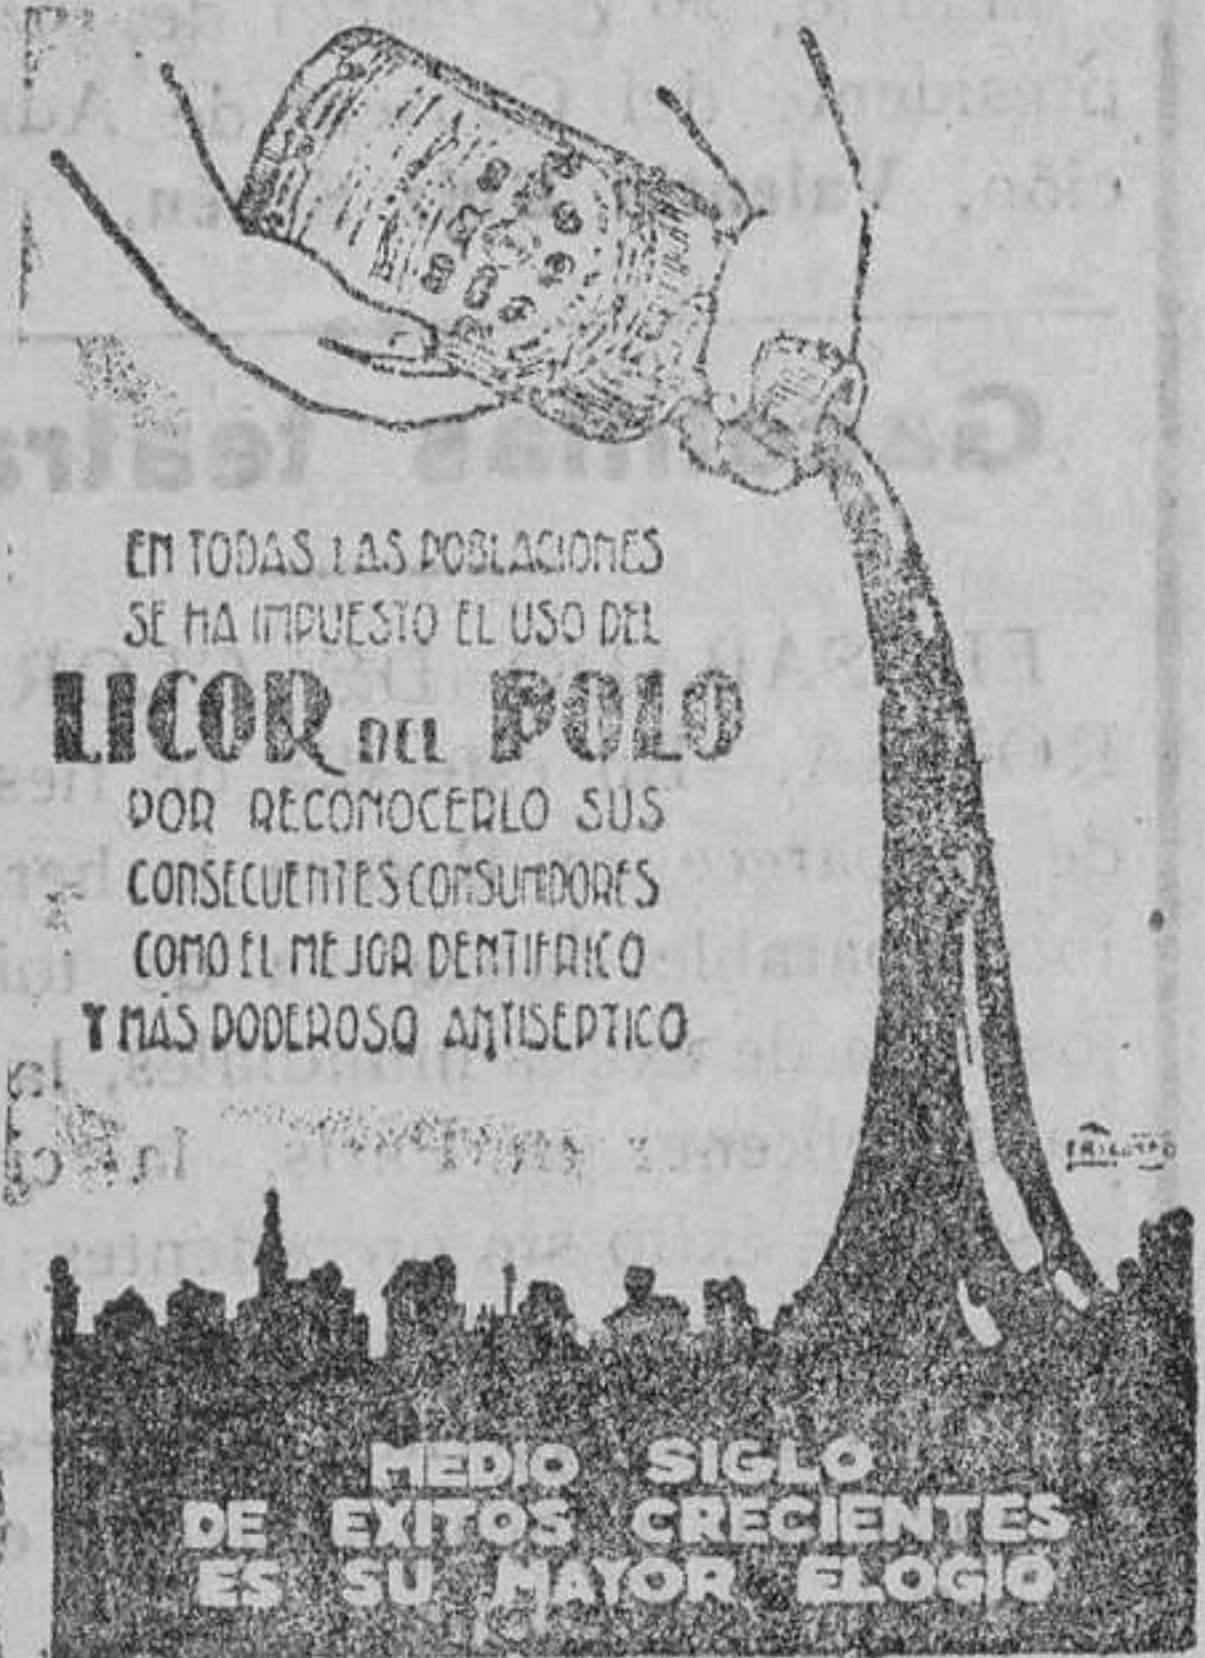 EN TODAS LAS POBLACIONES
SE HA IMPUESTO EL USO DEL
LICOR DEL POLO
POR RECONOCERLO SUS
CONSECUENTES CONSUMIDORES
COMO EL MEJOR DENTIFRICO
Y MÁS PODEROSO ANTISEPTICO
MEDIO SIGLO
DE EXITOS CRECIENTES
ES SU MAYOR ELOGIO